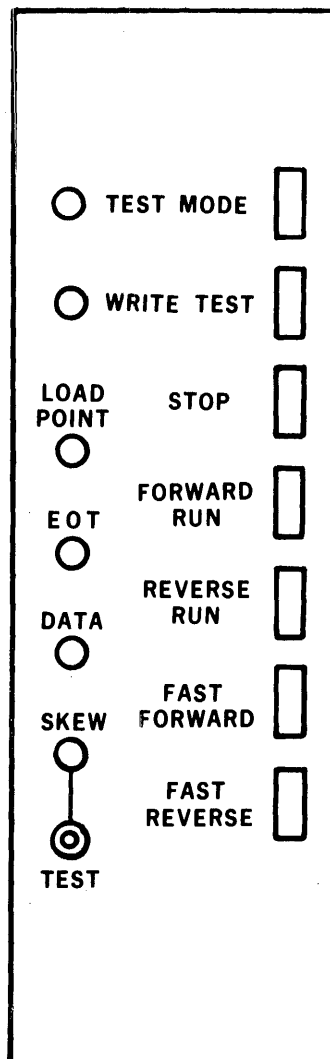 TEST MODE
WRITE TEST
LOAD
POINT
STOP
FORWARD
RUN
EOT
REVERSE
RUN
DATA
FAST
FORWARD
SKEW
FAST
REVERSE
TEST